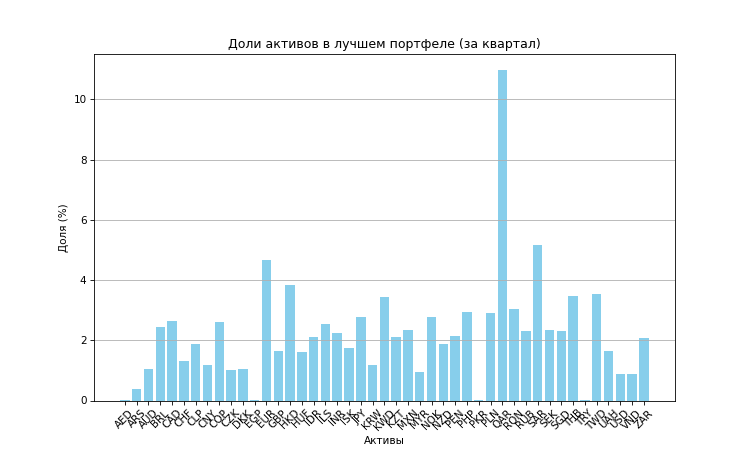 Доли активов в лучшем портфеле (за квартал)
Доля (%)
10
8
6
4
2
0
AED
ARS
AUD
BRL
CAD
CHF
CLP
CNY
COP
CZK
DKK
EGP
EUR
GBP
HKD
HUF
IDR
ILS
INR
ISK
JPY
KRW
KWD
KZT
MXN
MYR
NOK
NZD
PEN
PHP
PKR
PLN
QAR
RON
RUB
SAR
SEK
SGD
THB
TRY
TWD
UAH
USD
VND
ZAR
Активы